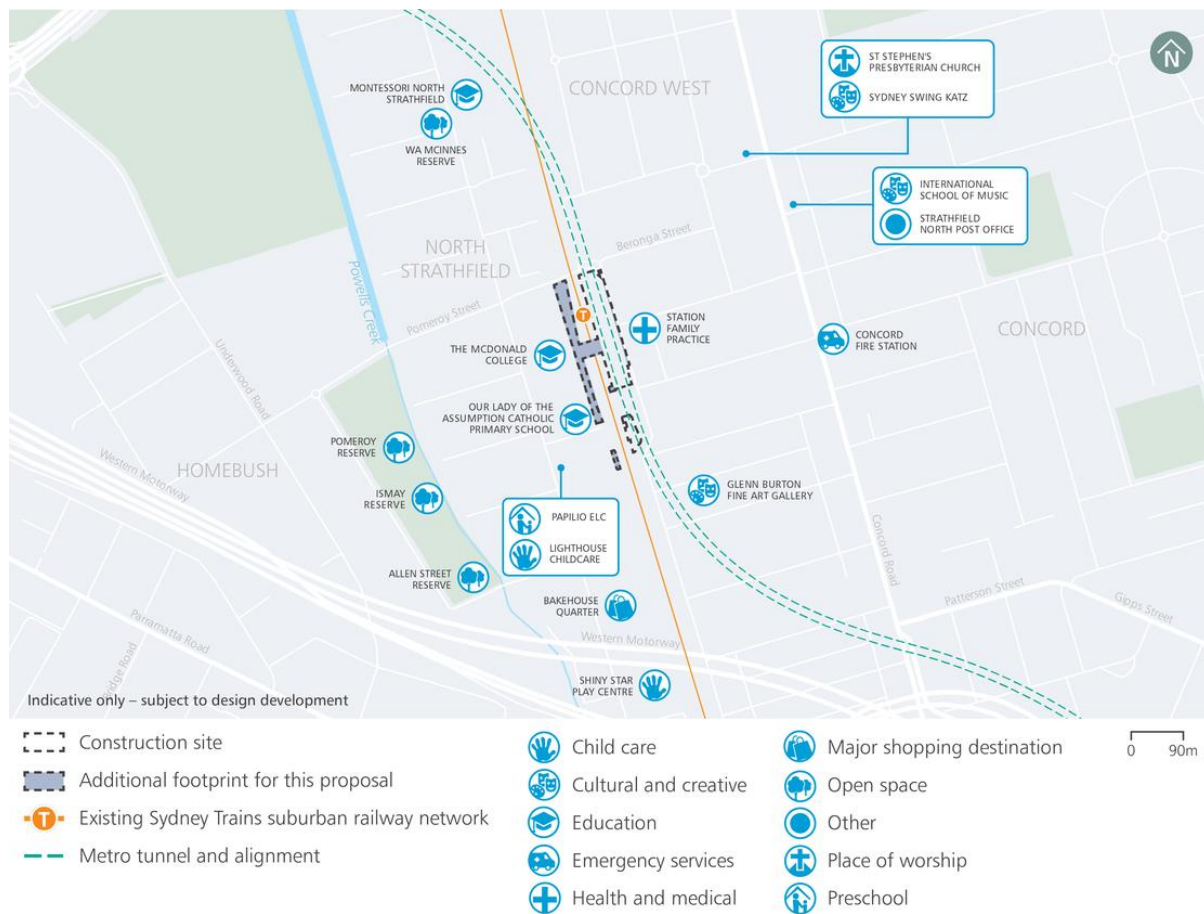 MONTESSORI NORTH
STRATHFIELD
WA MCINNES
RESERVE
CONCORD WEST
ST STEPHEN'S
PRESBYTERIAN CHURCH
SYDNEY SWING KATZ
N
INTERNATIONAL
SCHOOL OF MUSIC
STRATHFIELD
NORTH POST OFFICE
NORTH
STRATHFIELD
Beronga Street
Powells Creek
Pomeroy Street
T
STATION
FAMILY
PRACTICE
CONCORD
FIRE STATION
CONCORD
THE MCDONALD
COLLEGE
Underwood Road
OUR LADY OF THE
ASSUMPTION CATHOLIC
PRIMARY SCHOOL
POMEROY
RESERVE
HOMEBUSH
Western Motorway
ISMAY
RESERVE
GLENN BURTON
FINE ART GALLERY
PAPILIO ELC
LIGHTHOUSE
CHILDCARE
Concord Road
ALLEN STREET
RESERVE
BAKEHOUSE
QUARTER
Patterson Street
Gipps Street
Parramatta Road
Western Motorway
Ridge Road
SHINY STAR
PLAY CENTRE
Indicative only – subject to design development
Construction site
Additional footprint for this proposal
T Existing Sydney Trains suburban railway network
Metro tunnel and alignment
Child care
Cultural and creative
Education
Emergency services
Health and medical
Major shopping destination
Open space
Other
Place of worship
Preschool
0 90m